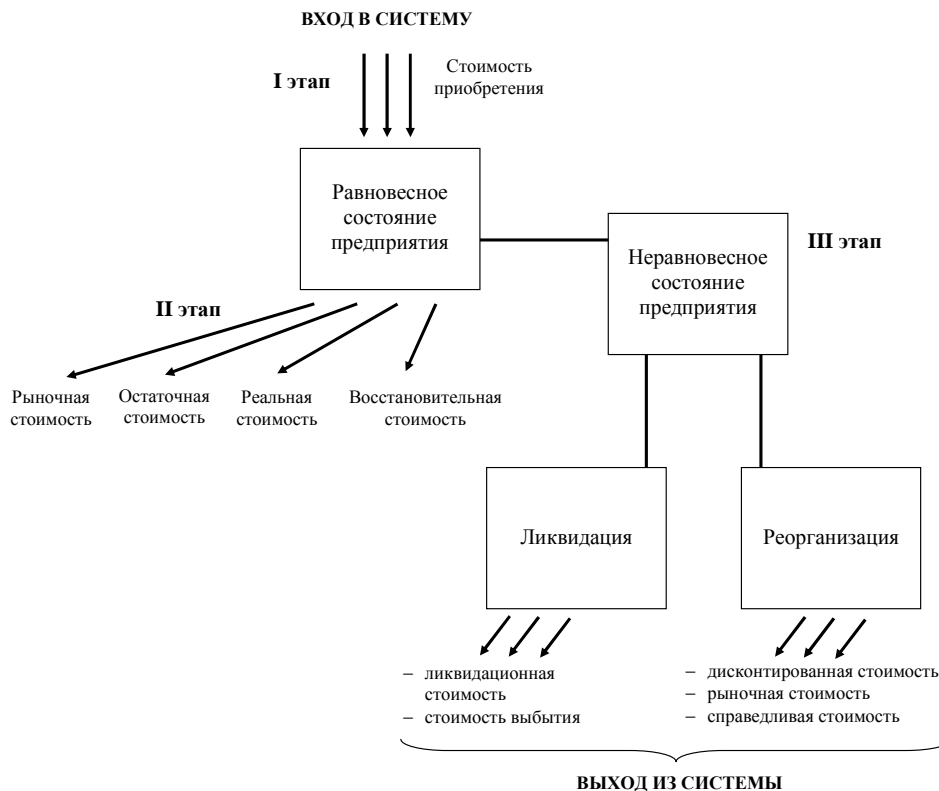 ВХОД В СИСТЕМУ
I этап
Стоимость
приобретения
Равновесное
состояние
предприятия
Неравновесное
состояние
предприятия
III этап
II этап
Рыночная
стоимость
Остаточная
стоимость
Реальная
стоимость
Восстановительная
стоимость
Ликвидация
Реорганизация
– ликвидационная
стоимость
– стоимость выбытия
– дисконтированная стоимость
– рыночная стоимость
– справедливая стоимость
ВЫХОД ИЗ СИСТЕМЫ